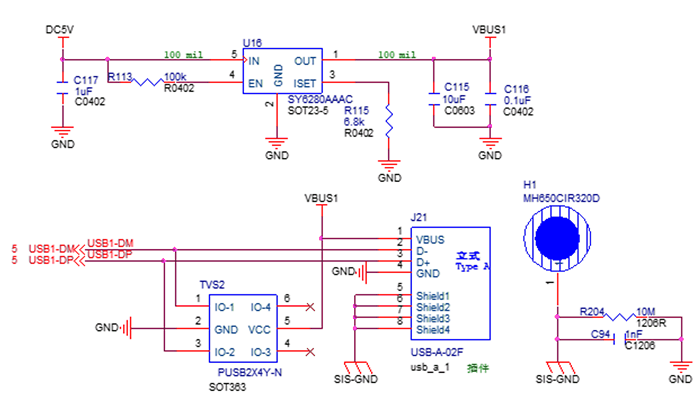 DC5V
U16
VBUS1
100 mil
5
IN
OUT
1
100 mil
C117
1uF
C0402
R113
100k
R0402
4
EN
GND
ISET
3
2
SY6280AAAC
SOT23-5
R115
6.8k
R0402
C115
10uF
C0603
C116
0.1uF
C0402
GND
GND
GND
GND
VBUS1
J21
H1
MH650CIR320D
5 USB1-DM
USB1-DM
5 USB1-DP
USB1-DP
1
VBUS
2
D-
3
D+
4
GND
GND
立式
Type A
5
Shield1
6
Shield2
7
Shield3
8
Shield4
TVS2
1
IO-1
IO-4
6
GND
2
GND
VCC
5
3
IO-2
IO-3
4
PUSB2X4Y-N
SOT363
USB-A-02F
usb_a_1
插件
SIS-GND
1
R204
10M
1206R
C94
1nF
C1206
SIS-GND
GND